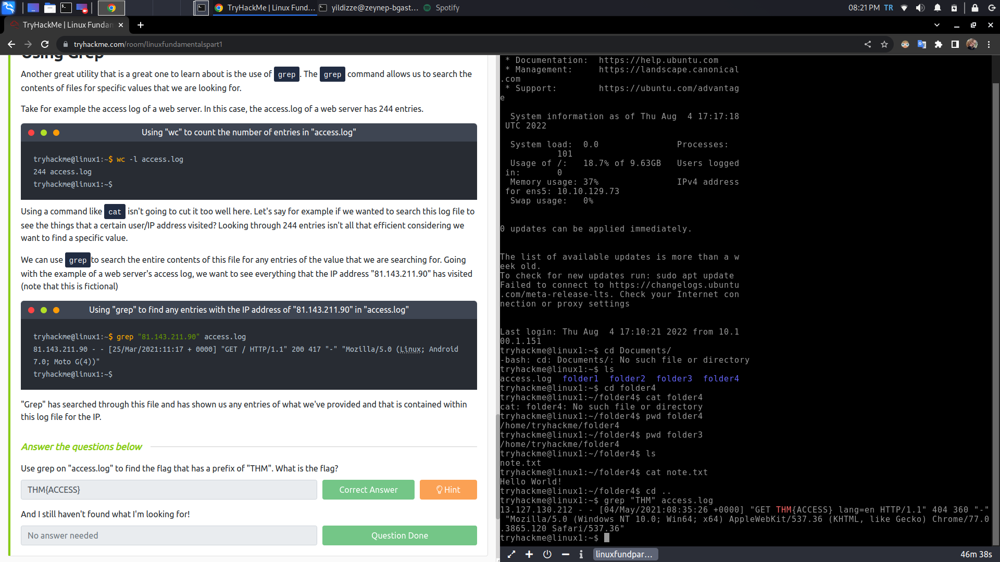 TryHackMe | Linux Fund...
yildizze@zeynep-bgast...
Spotify
08:21 PM TR
TryHackMe | Linux Fundam
tryhackme.com/room/linuxfundamentalspart1
Using Grep
Another great utility that is a great one to learn about is the use of grep. The grep command allows us to search the
contents of files for specific values that we are looking for.
Take for example the access log of a web server. In this case, the access.log of a web server has 244 entries.
Using "wc" to count the number of entries in "access.log"
tryhackme@linux1:~$ wc -l access.log
244 access.log
tryhackme@linux1:~$
Using a command like cat isn't going to cut it too well here. Let's say for example if we wanted to search this log file to
see the things that a certain user/IP address visited? Looking through 244 entries isn't all that efficient considering we
want to find a specific value.
We can use grep to search the entire contents of this file for any entries of the value that we are searching for. Going
with the example of a web server's access log, we want to see everything that the IP address "81.143.211.90" has visited
(note that this is fictional)
Using "grep" to find any entries with the IP address of "81.143.211.90" in "access.log"
tryhackme@linux1:~$ grep "81.143.211.90" access.log
81.143.211.90 - - [25/Mar/2021:11:17 + 0000] "GET / HTTP/1.1" 200 417 "-" "Mozilla/5.0 (Linux; Android
7.0; Moto G(4))"
tryhackme@linux1:~$
"Grep" has searched through this file and has shown us any entries of what we've provided and that is contained within
this log file for the IP.
Answer the questions below
Use grep on "access.log" to find the flag that has a prefix of "THM". What is the flag?
THM{ACCESS}
Correct Answer
Hint
And I still haven't found what I'm looking for!
No answer needed
Question Done
* Documentation:  https://help.ubuntu.com
* Management:     https://landscape.canonical
.com
* Support:        https://ubuntu.com/advantag
e
System information as of Thu Aug  4 17:17:18
UTC 2022
System load:  0.0               Processes:
101
Usage of /:   18.7% of 9.63GB   Users logged
in:       0
Memory usage: 37%               IPv4 address
for ens5: 10.10.129.73
Swap usage:   0%
0 updates can be applied immediately.
The list of available updates is more than a w
eek old.
To check for new updates run: sudo apt update
Failed to connect to https://changelogs.ubuntu
.com/meta-release-lts. Check your Internet con
nection or proxy settings
Last login: Thu Aug  4 17:10:21 2022 from 10.1
00.1.151
tryhackme@linux1:~$ cd Documents/
-bash: cd: Documents/: No such file or directory
tryhackme@linux1:~$ ls
access.log  folder1  folder2  folder3  folder4
tryhackme@linux1:~$ cd folder4
tryhackme@linux1:~/folder4$ cat folder4
cat: folder4: No such file or directory
tryhackme@linux1:~/folder4$ pwd folder4
/home/tryhackme/folder4
tryhackme@linux1:~/folder4$ pwd folder3
/home/tryhackme/folder4
tryhackme@linux1:~/folder4$ ls
note.txt
tryhackme@linux1:~/folder4$ cat note.txt
Hello World!
tryhackme@linux1:~/folder4$ cd ..
tryhackme@linux1:~$ grep "THM" access.log
13.127.130.212 - - [04/May/2021:08:35:26 +0000] "GET THM{ACCESS} lang=en HTTP/1.1" 404 360 "-"
"Mozilla/5.0 (Windows NT 10.0; Win64; x64) AppleWebKit/537.36 (KHTML, like Gecko) Chrome/77.0
.3865.120 Safari/537.36"
tryhackme@linux1:~$
linuxfundpar...
46m 38s